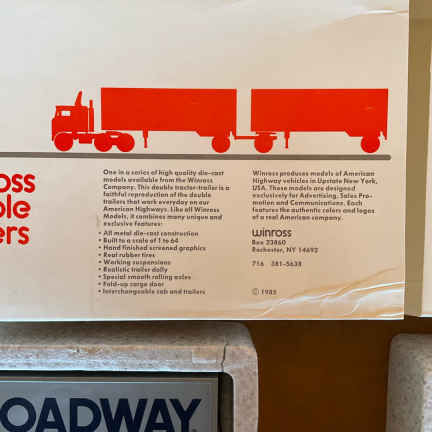 oss
ble
ers
One in a series of high quality die-cast
models available from the Winross
Company. This double tractor-trailer is a
faithful reproduction of the double
trailers that work everyday on our
American Highways. Like all Winross
Models, it combines many unique and
exclusive features:
• All metal die-cast construction
• Built to a scale of 1 to 64
• Hand finished screened graphics
• Real rubber tires
• Working suspensions
• Realistic trailer dolly
• Special smooth rolling axles
• Fold-up cargo door
• Interchangeable cab and trailers
Winross produces models of American
Highway vehicles in Upstate New York,
USA. These models are designed
exclusively for Advertising, Sales Pro-
motion and Communications. Each
features the authentic colors and logos
of a real American company.
winross
Box 23860
Rochester, NY 14692
716 381-5638
© 1985
OADWAY